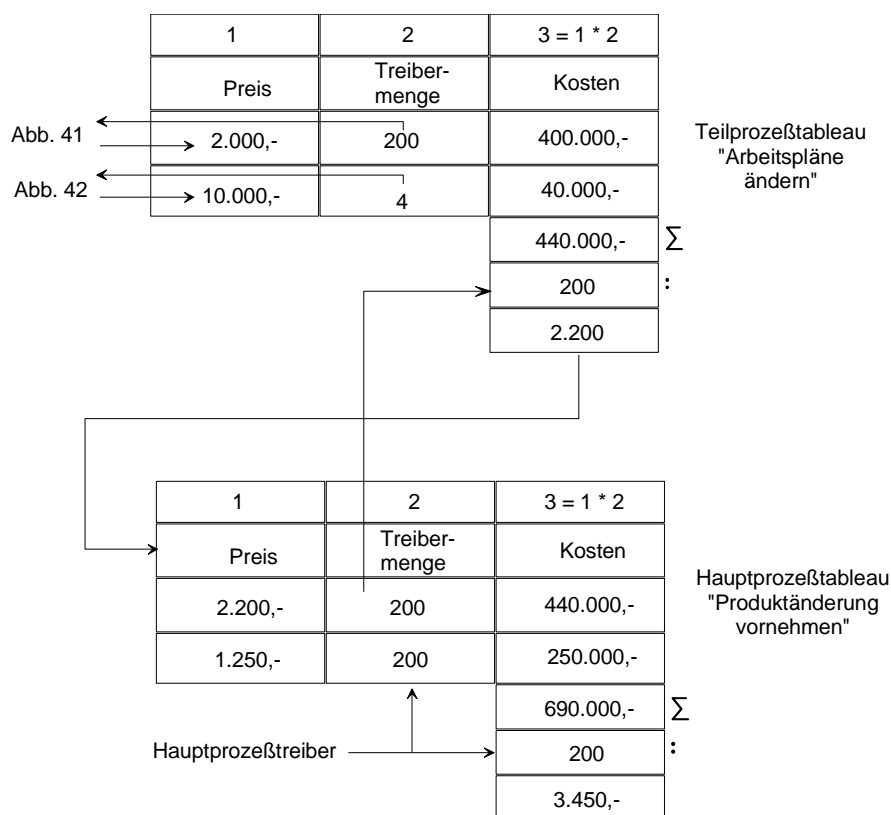 1 2 3 = 1 * 2
Preis Treiber- Kosten
menge
Abb. 41 2.000,- 200 400.000,-
Abb. 42 10.000,- 4 40.000,-
440.000,- Σ
200 :
2.200
Teilprozeßtableau
"Arbeitspläne
ändern"
1 2 3 = 1 * 2
Preis Treiber- Kosten
menge
2.200,- 200 440.000,-
1.250,- 200 250.000,-
690.000,- Σ
Hauptprozeßtreiber 200 :
3.450,-
Hauptprozeßtableau
"Produktänderung
vornehmen"